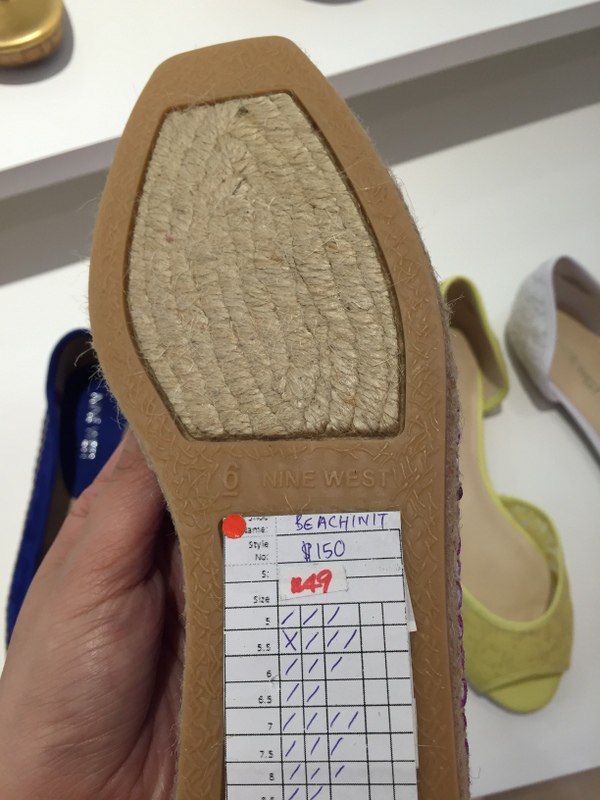 6 NINE WEST
ame: BEACHINIT
Style No: $150
S: $49
Size
5 / / /
5.5 X / / /
6 / / /
6.5 / /
7 / / / /
7.5 / / /
8 / / /